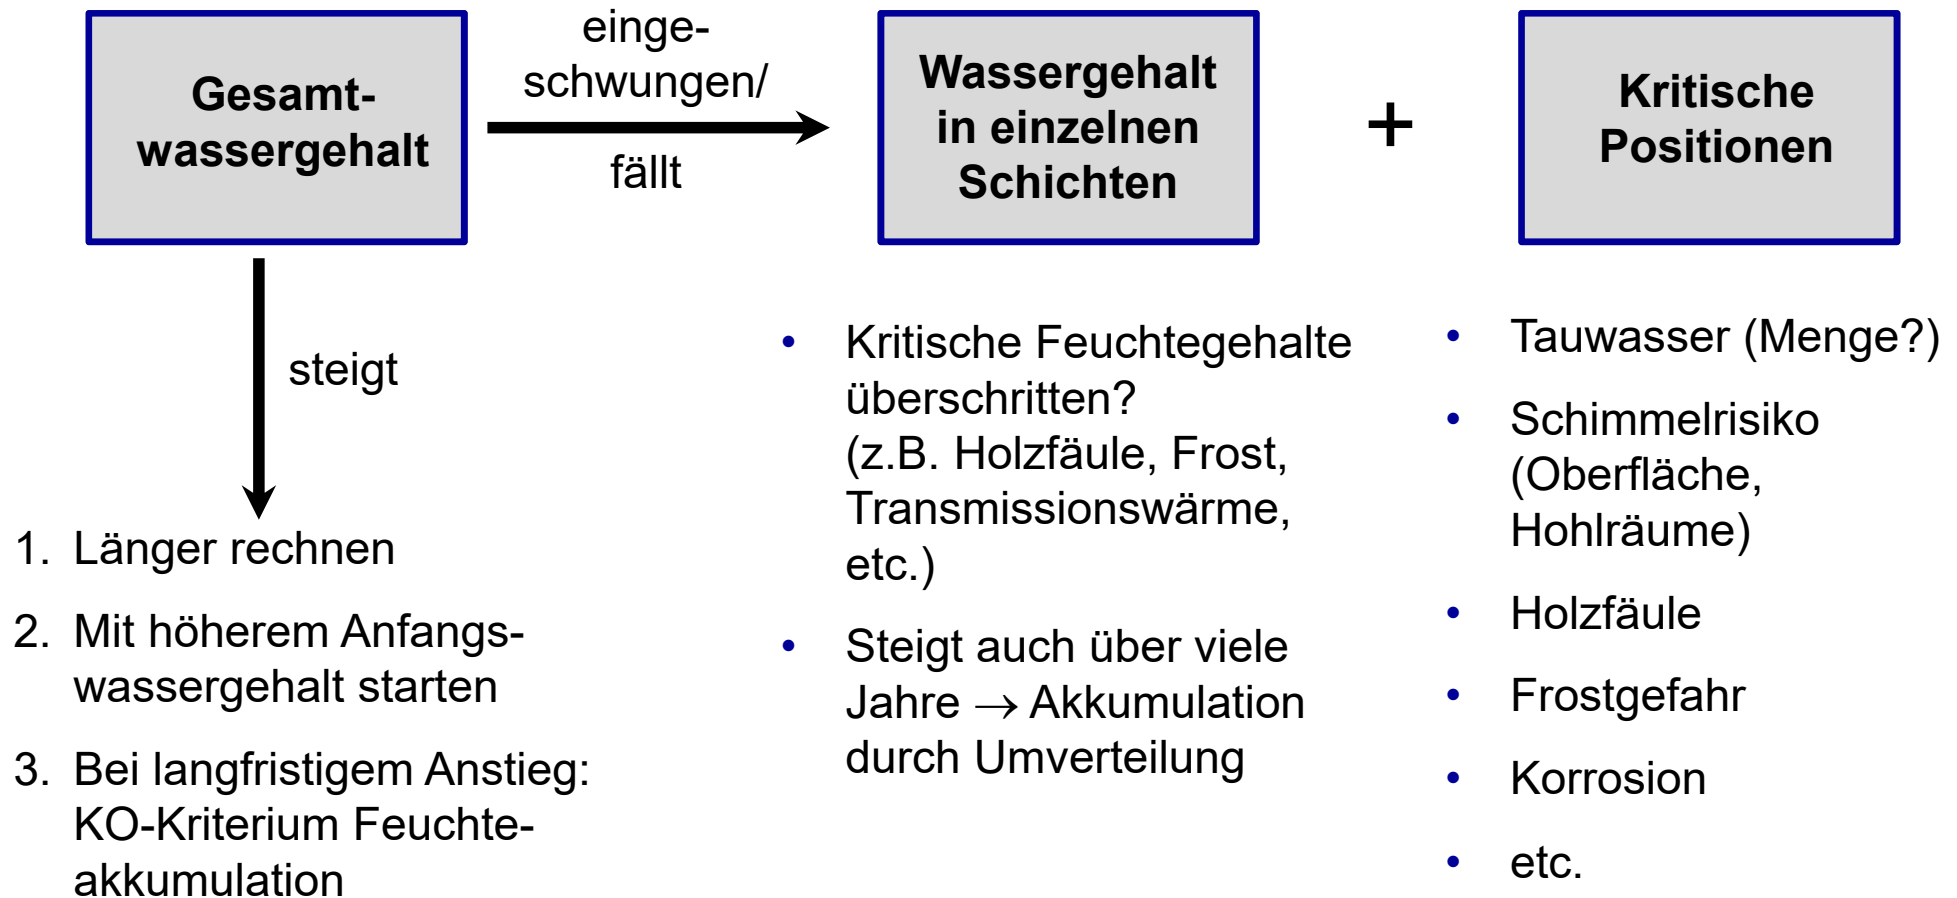 Gesamt-
wassergehalt
einge-
schwungen/
fällt
Wassergehalt
in einzelnen
Schichten
+
Kritische
Positionen
steigt
1. Länger rechnen
2. Mit höherem Anfangs-
wassergehalt starten
3. Bei langfristigem Anstieg:
KO-Kriterium Feuchte-
akkumulation
• Kritische Feuchtegehalte
überschritten?
(z.B. Holzfäule, Frost,
Transmissionswärme,
etc.)
• Steigt auch über viele
Jahre → Akkumulation
durch Umverteilung
• Tauwasser (Menge?)
• Schimmelrisiko
(Oberfläche,
Hohlräume)
• Holzfäule
• Frostgefahr
• Korrosion
• etc.